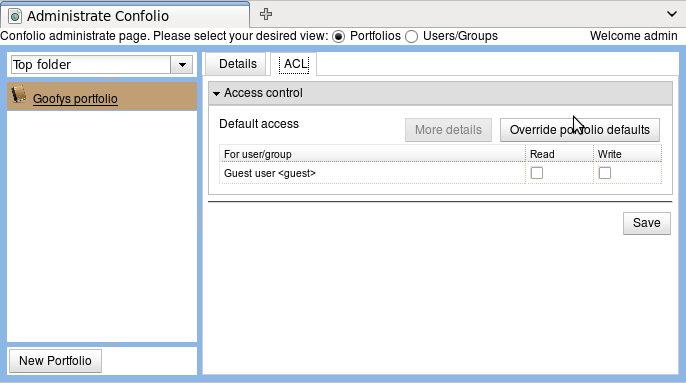 Administrate Confolio
Confolio administrate page. Please select your desired view: Portfolios Users/Groups Welcome admin
Top folder
Goofys portfolio
New Portfolio
Details ACL
Access control
Default access
More details Override portfolio defaults
For user/group Read Write
Guest user <guest>
Save